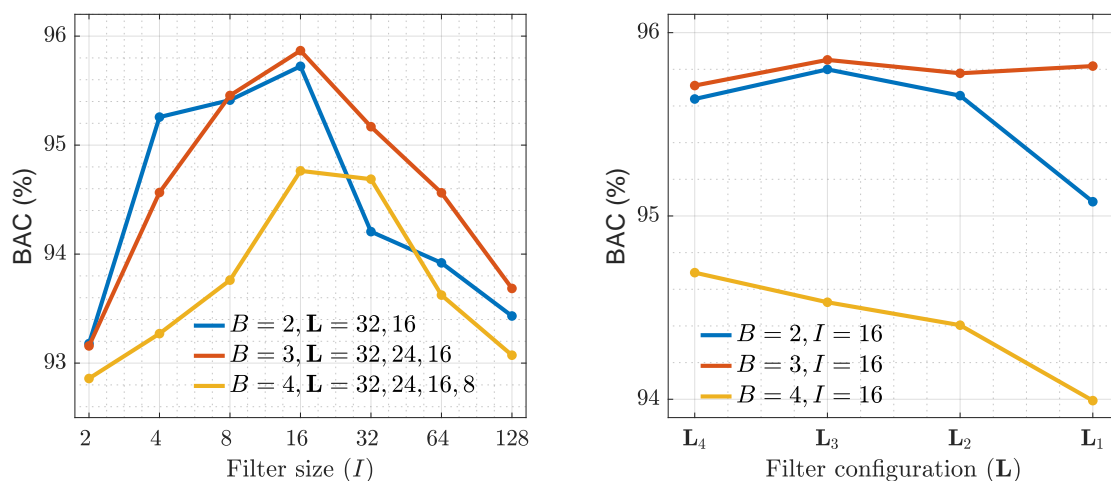 96
95
94
93
BAC (%)
2 4 8 16 32 64 128
Filter size (I)
B = 2, L = 32, 16
B = 3, L = 32, 24, 16
B = 4, L = 32, 24, 16, 8
96
95
94
BAC (%)
L₄ L₃ L₂ L₁
Filter configuration (L)
B = 2, I = 16
B = 3, I = 16
B = 4, I = 16